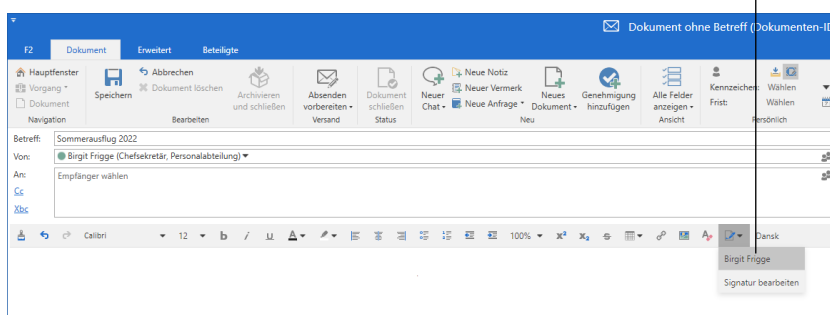 Dokument ohne Betreff (Dokumenten-ID
F2 Dokument Erweitert Beteiligte
Hauptfenster
Vorgang
Dokument
Navigation
Speichern
Abbrechen
Dokument löschen
Archivieren
und schließen
Bearbeiten
Absenden
vorbereiten
Versand
Dokument
schließen
Status
Neuer
Chat
Neue Notiz
Neuer Vermerk
Neue Anfrage
Neues
Dokument
Genehmigung
hinzufügen
Neu
Alle Felder
anzeigen
Ansicht
Kennzeichen: Wählen
Frist: Wählen
Persönlich
Betreff: Sommerausflug 2022
Von: Birgit Frigge (Chefsekretär, Personalabteilung)
An: Empfänger wählen
Cc
Xbc
Calibri 12 b i u A 100% x² x₂ S Dansk
Birgit Frigge
Signatur bearbeiten